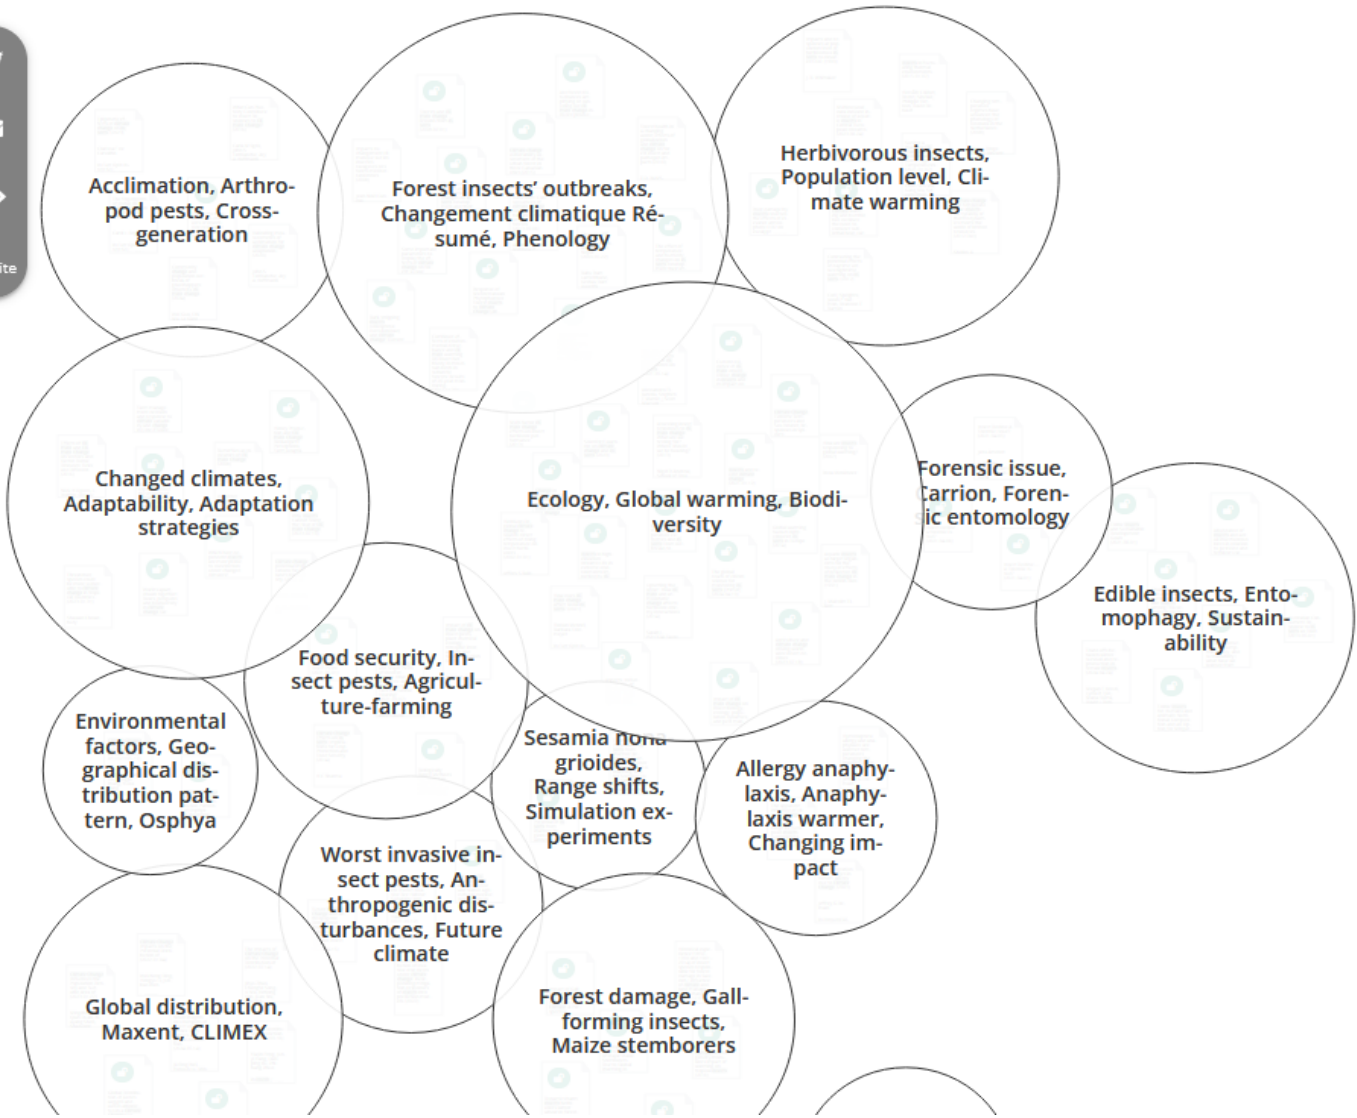 ite
Acclimation, Arthro-
pod pests, Cross-
generation
Forest insects’ outbreaks,
Changement climatique Ré-
sumé, Phenology
Herbivorous insects,
Population level, Cli-
mate warming
Changed climates,
Adaptability, Adaptation
strategies
Ecology, Global warming, Biodi-
versity
Forensic issue,
Carrion, Foren-
sic entomology
Edible insects, Ento-
mophagy, Sustain-
ability
Food security, In-
sect pests, Agricul-
ture-farming
Environmental
factors, Geo-
graphical dis-
tribution pat-
tern, Osphya
Sesamia nona
grioides,
Range shifts,
Simulation ex-
periments
Allergy anaphy-
laxis, Anaphy-
laxis warmer,
Changing im-
pact
Worst invasive in-
sect pests, An-
thropogenic dis-
turbances, Future
climate
Global distribution,
Maxent, CLIMEX
Forest damage, Gall-
forming insects,
Maize stemborers